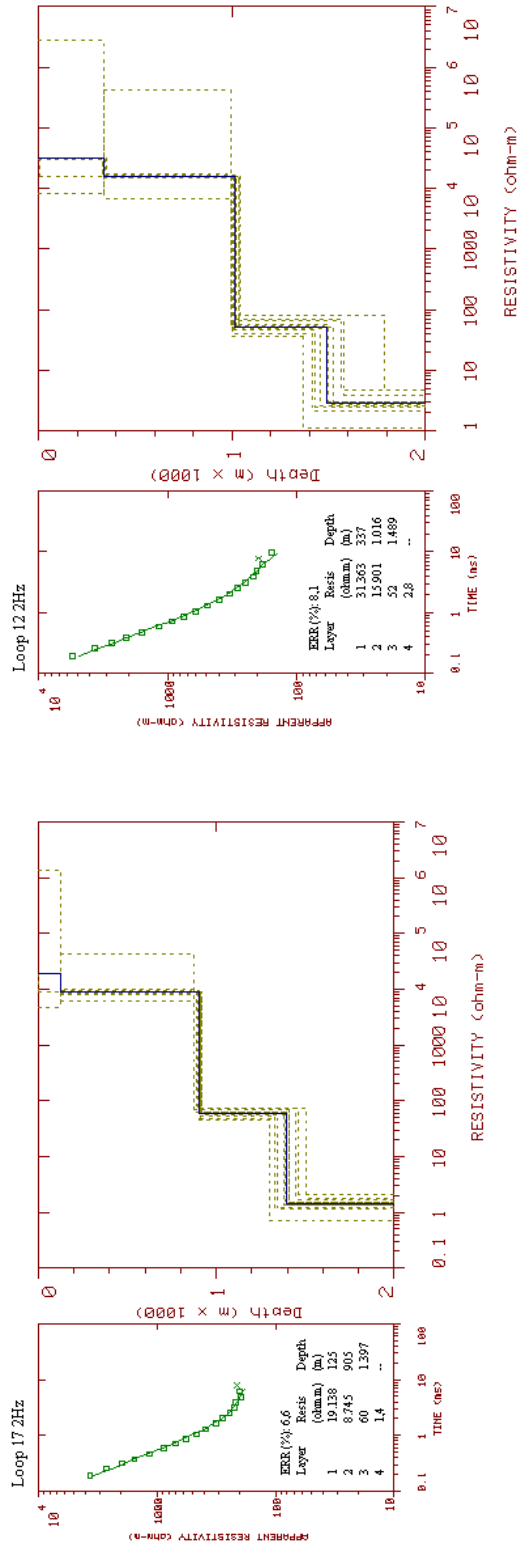 Loop 17 2Hz
10 4
1000
100
10
APPARENT RESISTIVITY (ohm-m)
0.1 1 10 100
TIME (ms)
ERR (%): 6,6
Layer Resis Depth
(ohm.m) (m)
1 19.138 125
2 8.745 905
3 60 1.397
4 1,4 --
0
1
2
Depth (m × 1000)
0.1 1 10 100 1000 10 4 10 5 10 6 10 7
RESISTIVITY (ohm-m)
Loop 12 2Hz
10 4
1000
100
10
APPARENT RESISTIVITY (ohm-m)
0.1 1 10 100
TIME (ms)
ERR (%): 8,1
Layer Resis Depth
(ohm.m) (m)
1 31.363 337
2 15.901 1.016
3 52 1.489
4 2,8 --
0
1
2
Depth (m × 1000)
1 10 100 1000 10 4 10 5 10 6 10 7
RESISTIVITY (ohm-m)